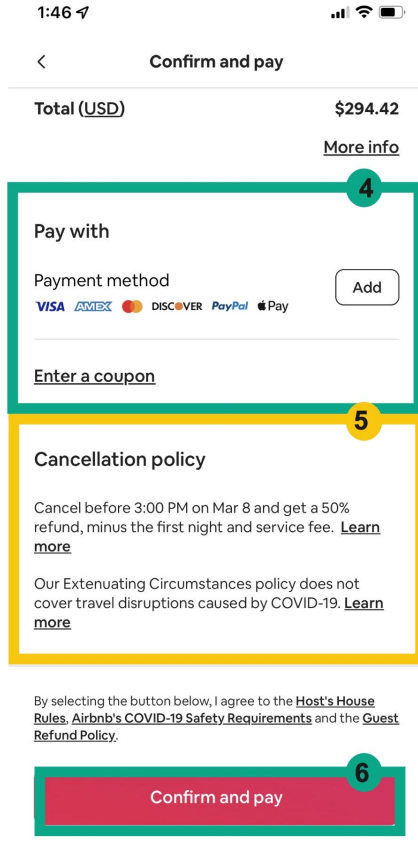 1:46
Confirm and pay
Total (USD) $294.42
More info
4
Pay with
Payment method
Add
VISA AMEX DISCOVER PayPal Pay
Enter a coupon
5
Cancellation policy
Cancel before 3:00 PM on Mar 8 and get a 50%
refund, minus the first night and service fee. Learn
more
Our Extenuating Circumstances policy does not
cover travel disruptions caused by COVID-19. Learn
more
By selecting the button below, I agree to the Host's House
Rules, Airbnb's COVID-19 Safety Requirements and the Guest
Refund Policy.
6
Confirm and pay